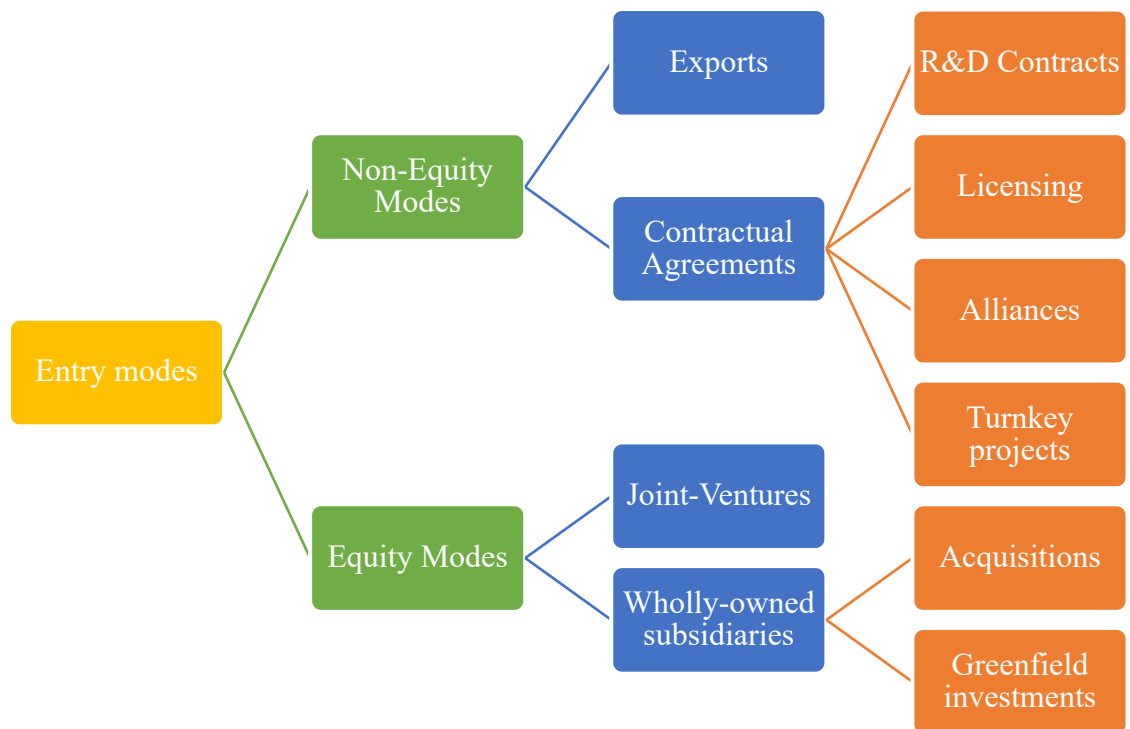 Exports
R&D Contracts
Non-Equity
Modes
Licensing
Contractual
Agreements
Alliances
Entry modes
Turnkey
projects
Joint-Ventures
Equity Modes
Acquisitions
Wholly-owned
subsidiaries
Greenfield
investments